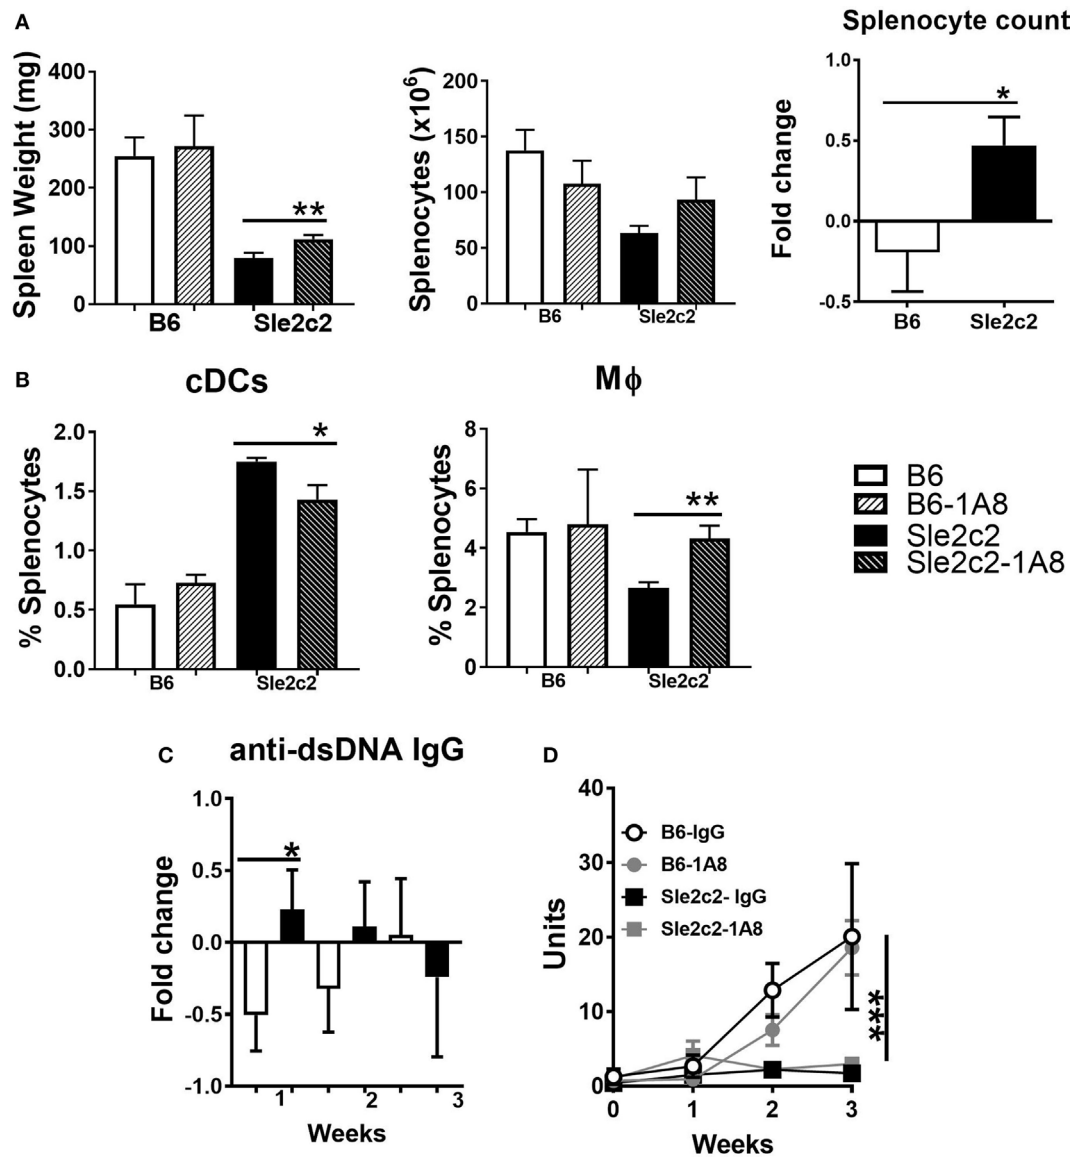 A
Spleen Weight (mg)
400
300
200
100
0
**
B6
Sle2c2
Splenocytes (x10⁶)
200
150
100
50
0
B6
Sle2c2
Splenocyte count
Fold change
1.0
0.5
0.0
-0.5
*
B6
Sle2c2
B
cDCs
% Splenocytes
2.0
1.5
1.0
0.5
0.0
*
B6
Sle2c2
Mϕ
% Splenocytes
8
6
4
2
0
**
B6
Sle2c2
B6
B6-1A8
Sle2c2
Sle2c2-1A8
C
anti-dsDNA IgG
Fold change
1.0
0.5
0.0
-0.5
-1.0
*
1 2 3
Weeks
D
Units
40
30
20
10
0
B6-IgG
B6-1A8
Sle2c2- IgG
Sle2c2-1A8
***
0 1 2 3
Weeks